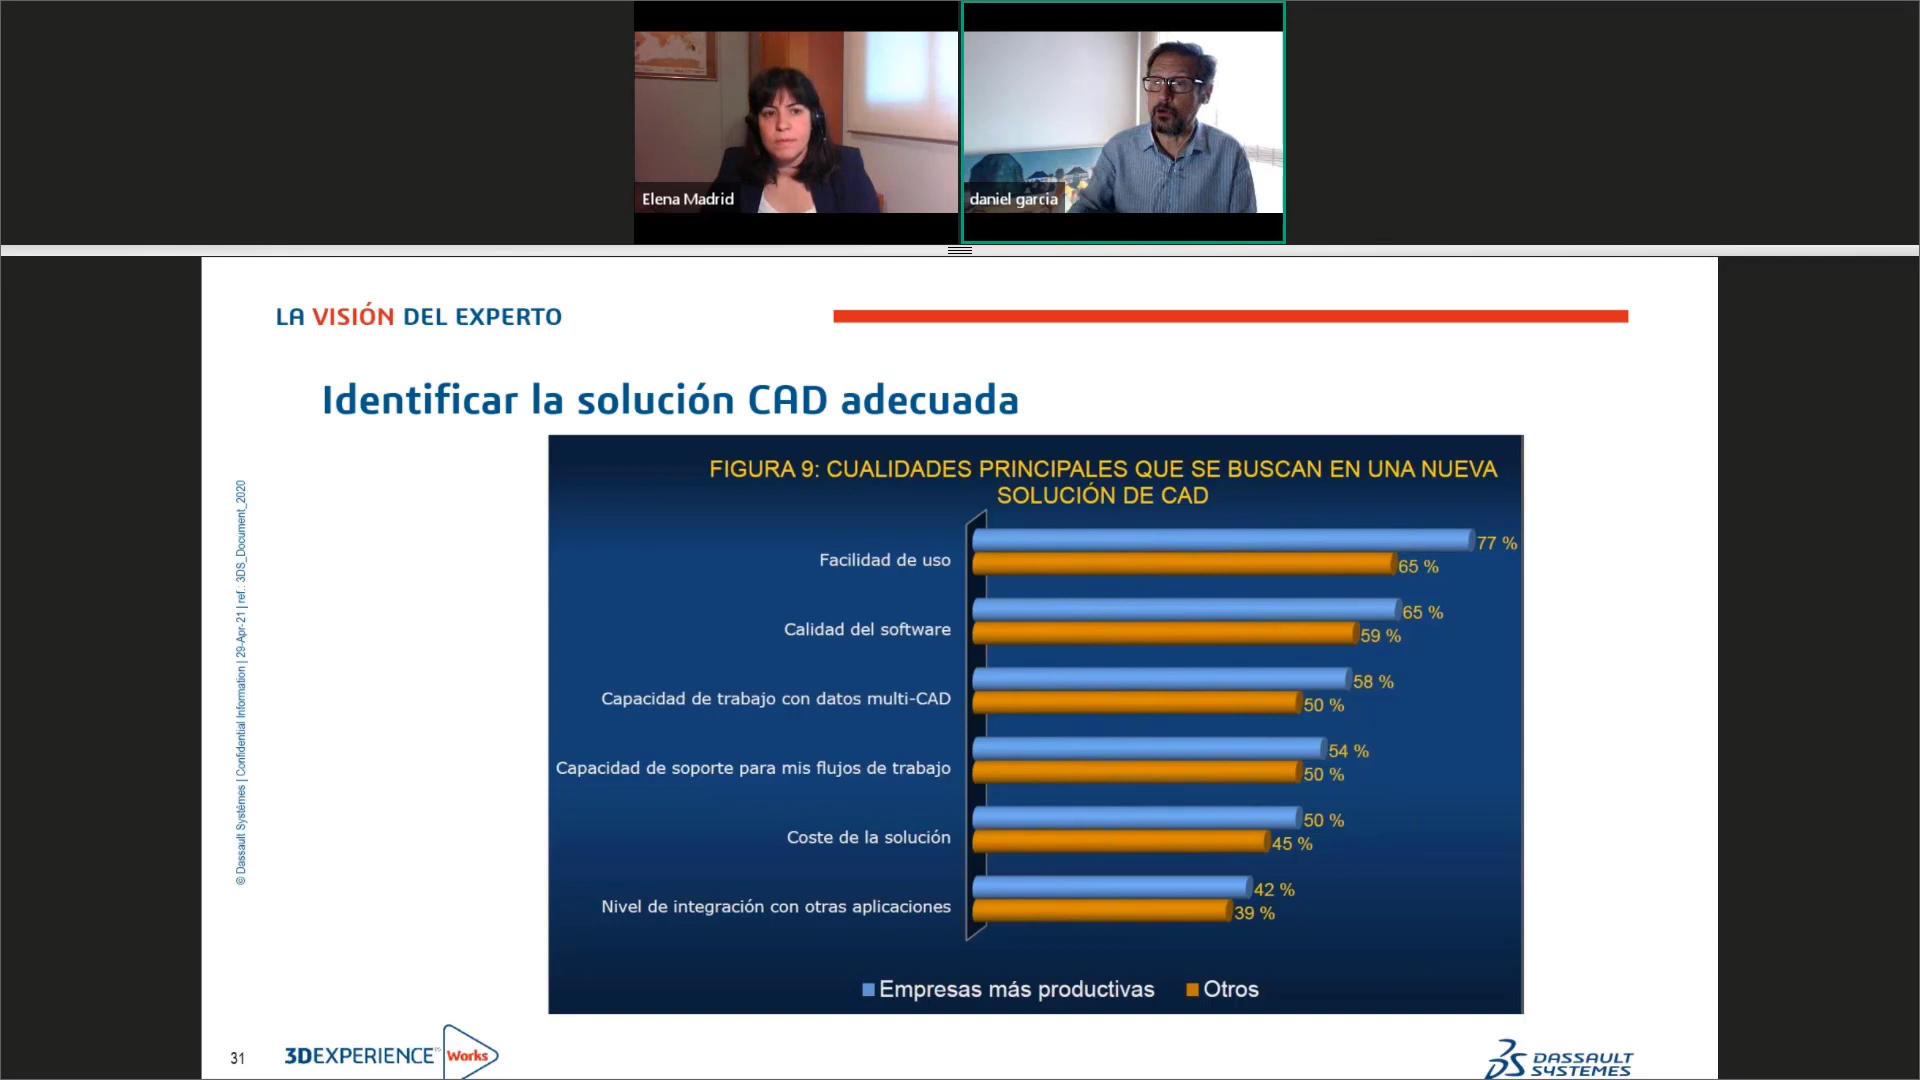 Elena Madrid
daniel garcia
LA VISIÓN DEL EXPERTO
Identificar la solución CAD adecuada
© Dassault Systèmes | Confidential Information | 29-Apr-21 | ref.: 3DS_Document_2020
FIGURA 9: CUALIDADES PRINCIPALES QUE SE BUSCAN EN UNA NUEVA
SOLUCIÓN DE CAD
Facilidad de uso
77 %
65 %
Calidad del software
65 %
59 %
Capacidad de trabajo con datos multi-CAD
58 %
50 %
Capacidad de soporte para mis flujos de trabajo
54 %
50 %
Coste de la solución
50 %
45 %
Nivel de integración con otras aplicaciones
42 %
39 %
Empresas más productivas
Otros
31
3DEXPERIENCE Works
DASSAULT
SYSTEMES